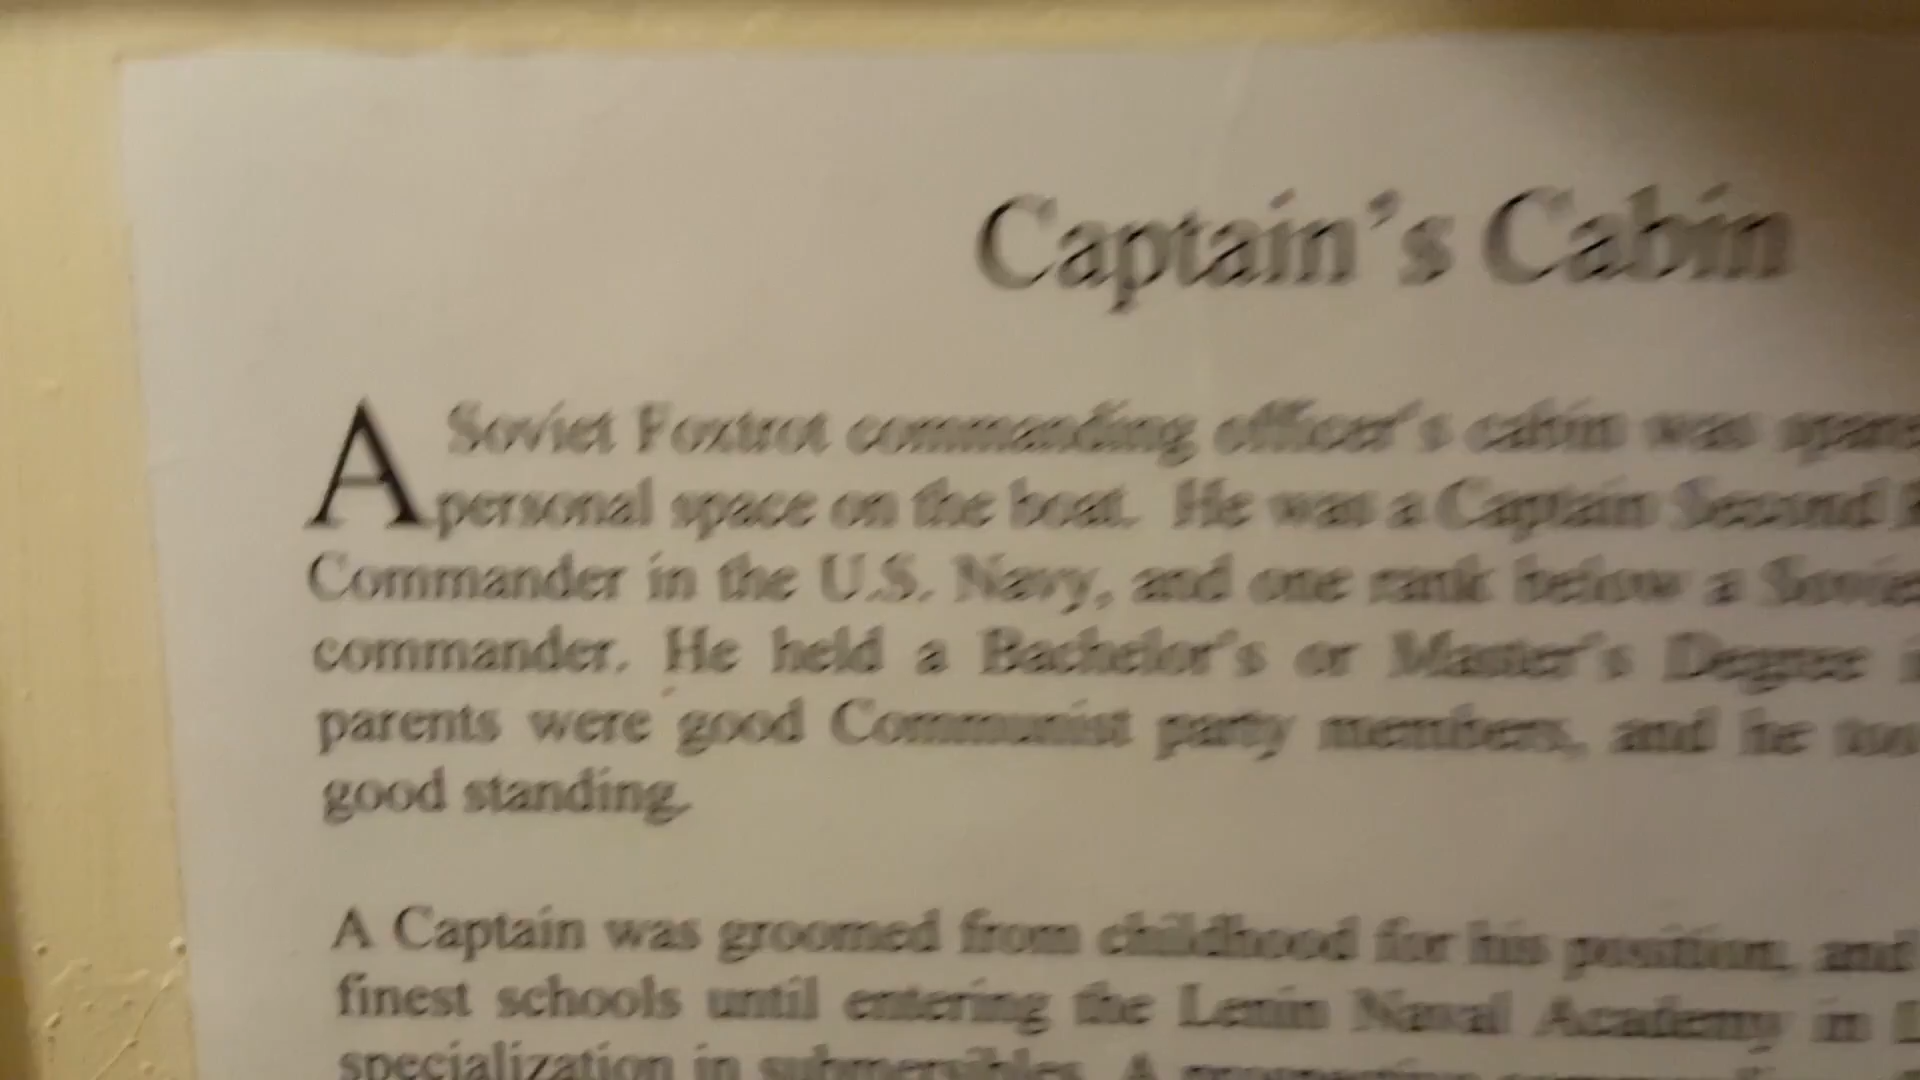 Captain's Cabin
A Soviet Foxtrot commanding officer's cabin was
personal space on the boat. He was a Captain Second
Commander in the U.S. Navy, and one rank below a
commander. He held a Bachelor's or Master's Degree
parents were good Communist party members, and he
good standing.
A Captain was groomed from childhood for his position, and
finest schools until entering the Lenin Naval Academy in
specialization in submersibles. A